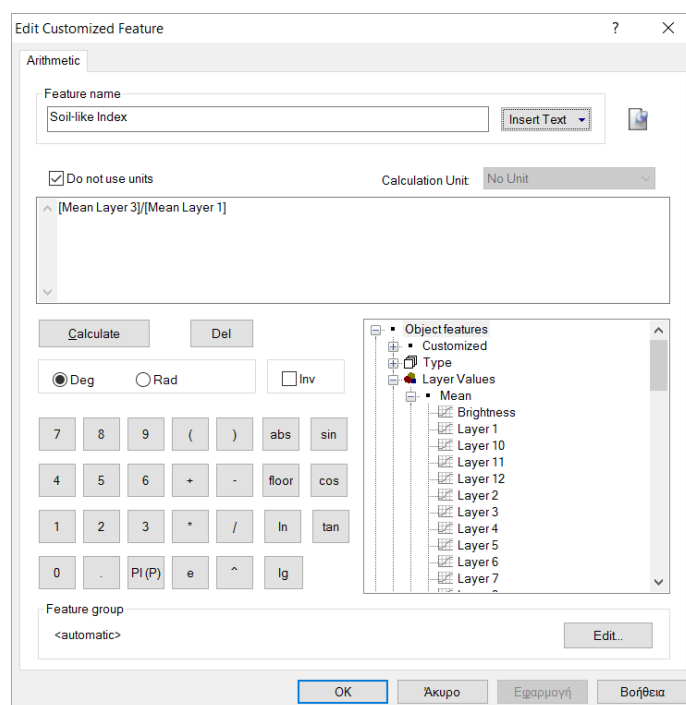 Edit Customized Feature ? ×
Arithmetic
Feature name
Soil-like Index
Insert Text
Do not use units
Calculation Unit: No Unit
[Mean Layer 3]/[Mean Layer 1]
Calculate Del
Deg Rad Inv
7 8 9 ( ) abs sin
4 5 6 + - floor cos
1 2 3 * / ln tan
0 . PI (P) e ^ lg
Object features
Customized
Type
Layer Values
Mean
Brightness
Layer 1
Layer 10
Layer 11
Layer 12
Layer 2
Layer 3
Layer 4
Layer 5
Layer 6
Layer 7
Feature group
<automatic>
Edit...
OK Άκυρο Εφαρμογή Βοήθεια